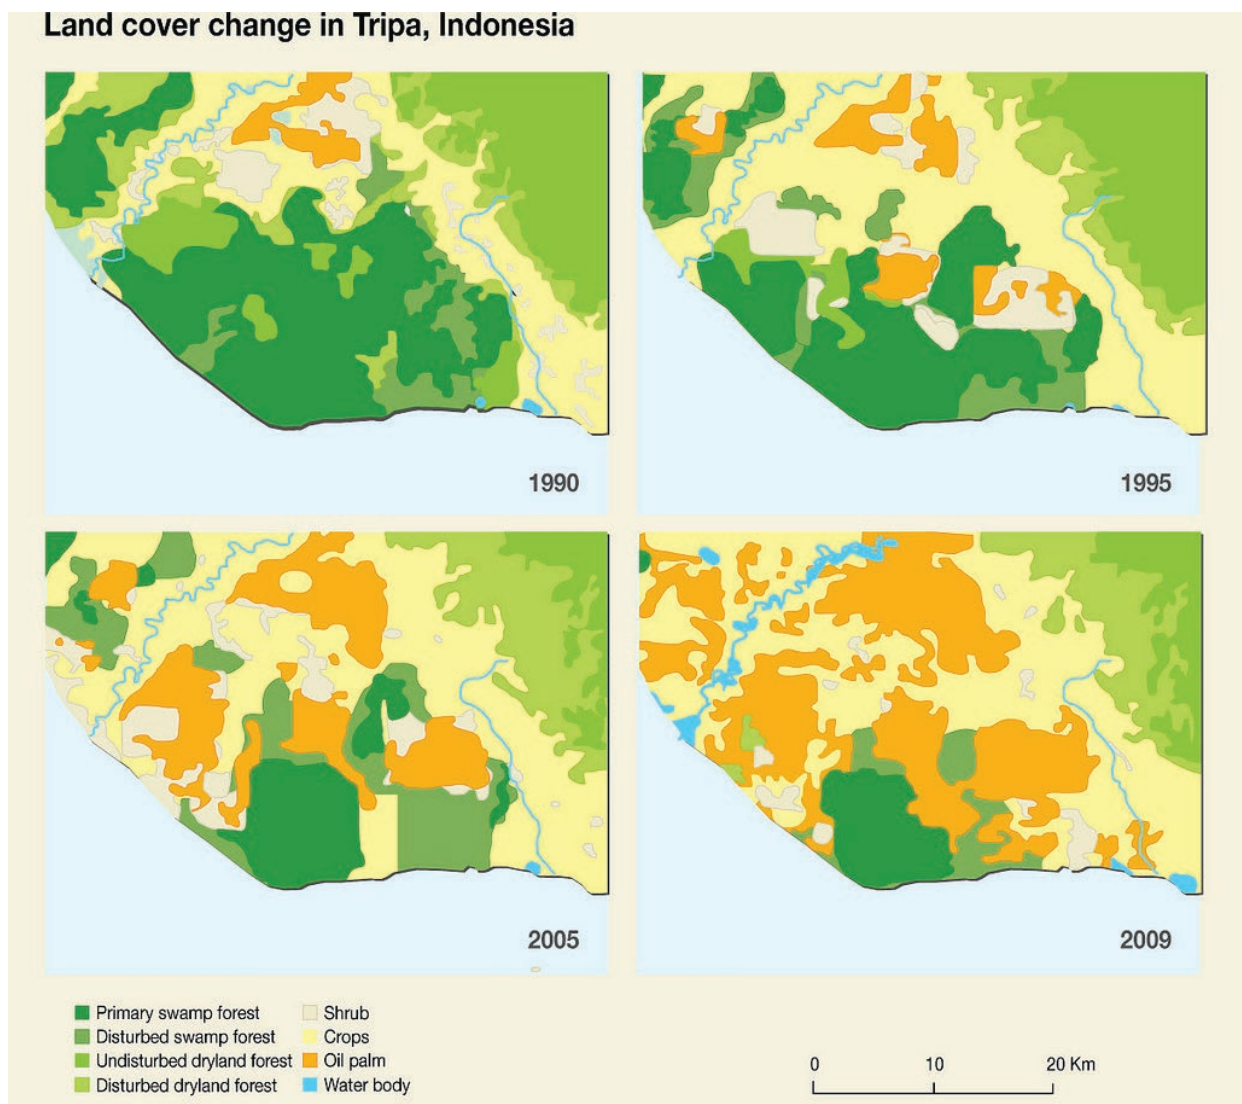 Land cover change in Tripa, Indonesia
1990
1995
2005
2009
Primary swamp forest
Disturbed swamp forest
Undisturbed dryland forest
Disturbed dryland forest
Shrub
Crops
Oil palm
Water body
0 10 20 Km